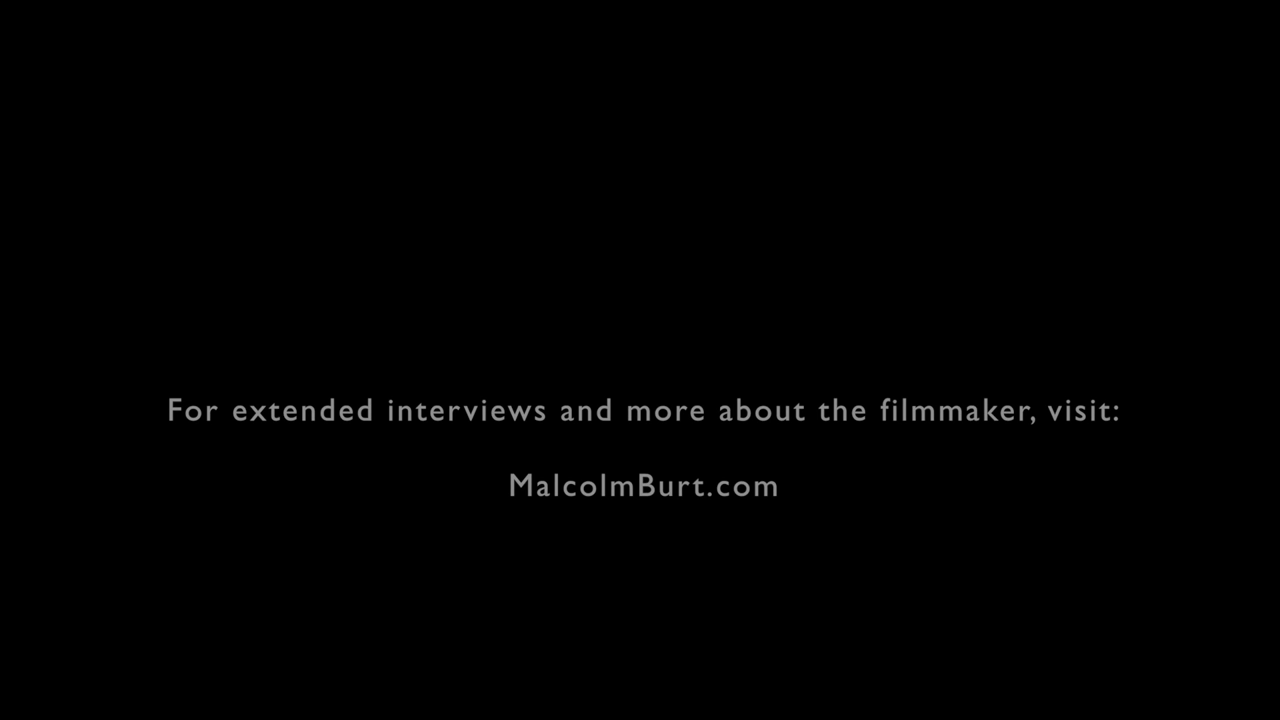 For extended interviews and more about the filmmaker, visit:
MalcolmBurt.com